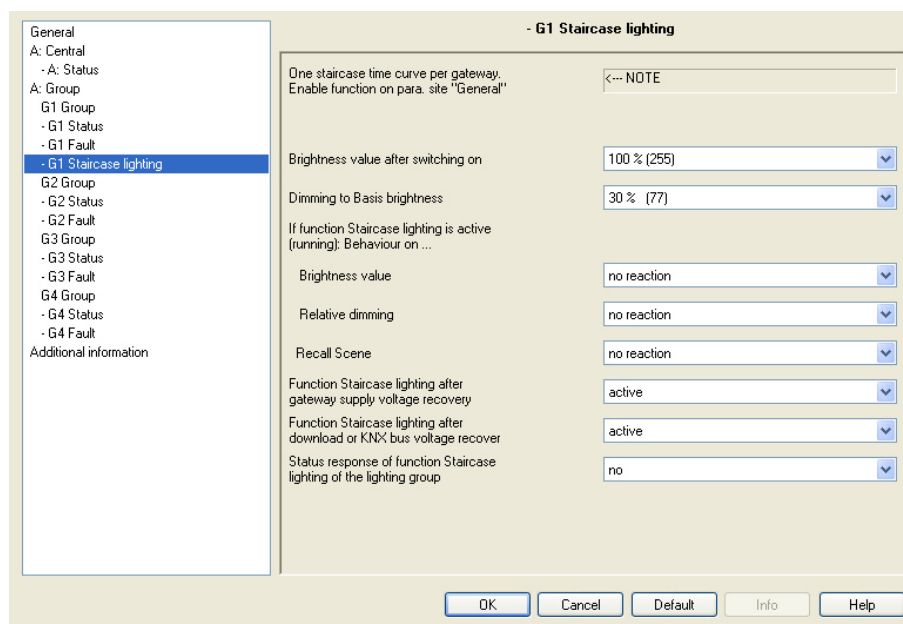 - G1 Staircase lighting
General
A: Central
- A: Status
A: Group
G1 Group
- G1 Status
- G1 Fault
- G1 Staircase lighting
G2 Group
- G2 Status
- G2 Fault
G3 Group
- G3 Status
- G3 Fault
G4 Group
- G4 Status
- G4 Fault
Additional information
One staircase time curve per gateway.
Enable function on para. site "General"
<--- NOTE
Brightness value after switching on
100 % (255)
Dimming to Basis brightness
30 % (77)
If function Staircase lighting is active
(running): Behaviour on ...
Brightness value
no reaction
Relative dimming
no reaction
Recall Scene
no reaction
Function Staircase lighting after
gateway supply voltage recovery
active
Function Staircase lighting after
download or KNX bus voltage recover
active
Status response of function Staircase
lighting of the lighting group
no
OK
Cancel
Default
Info
Help